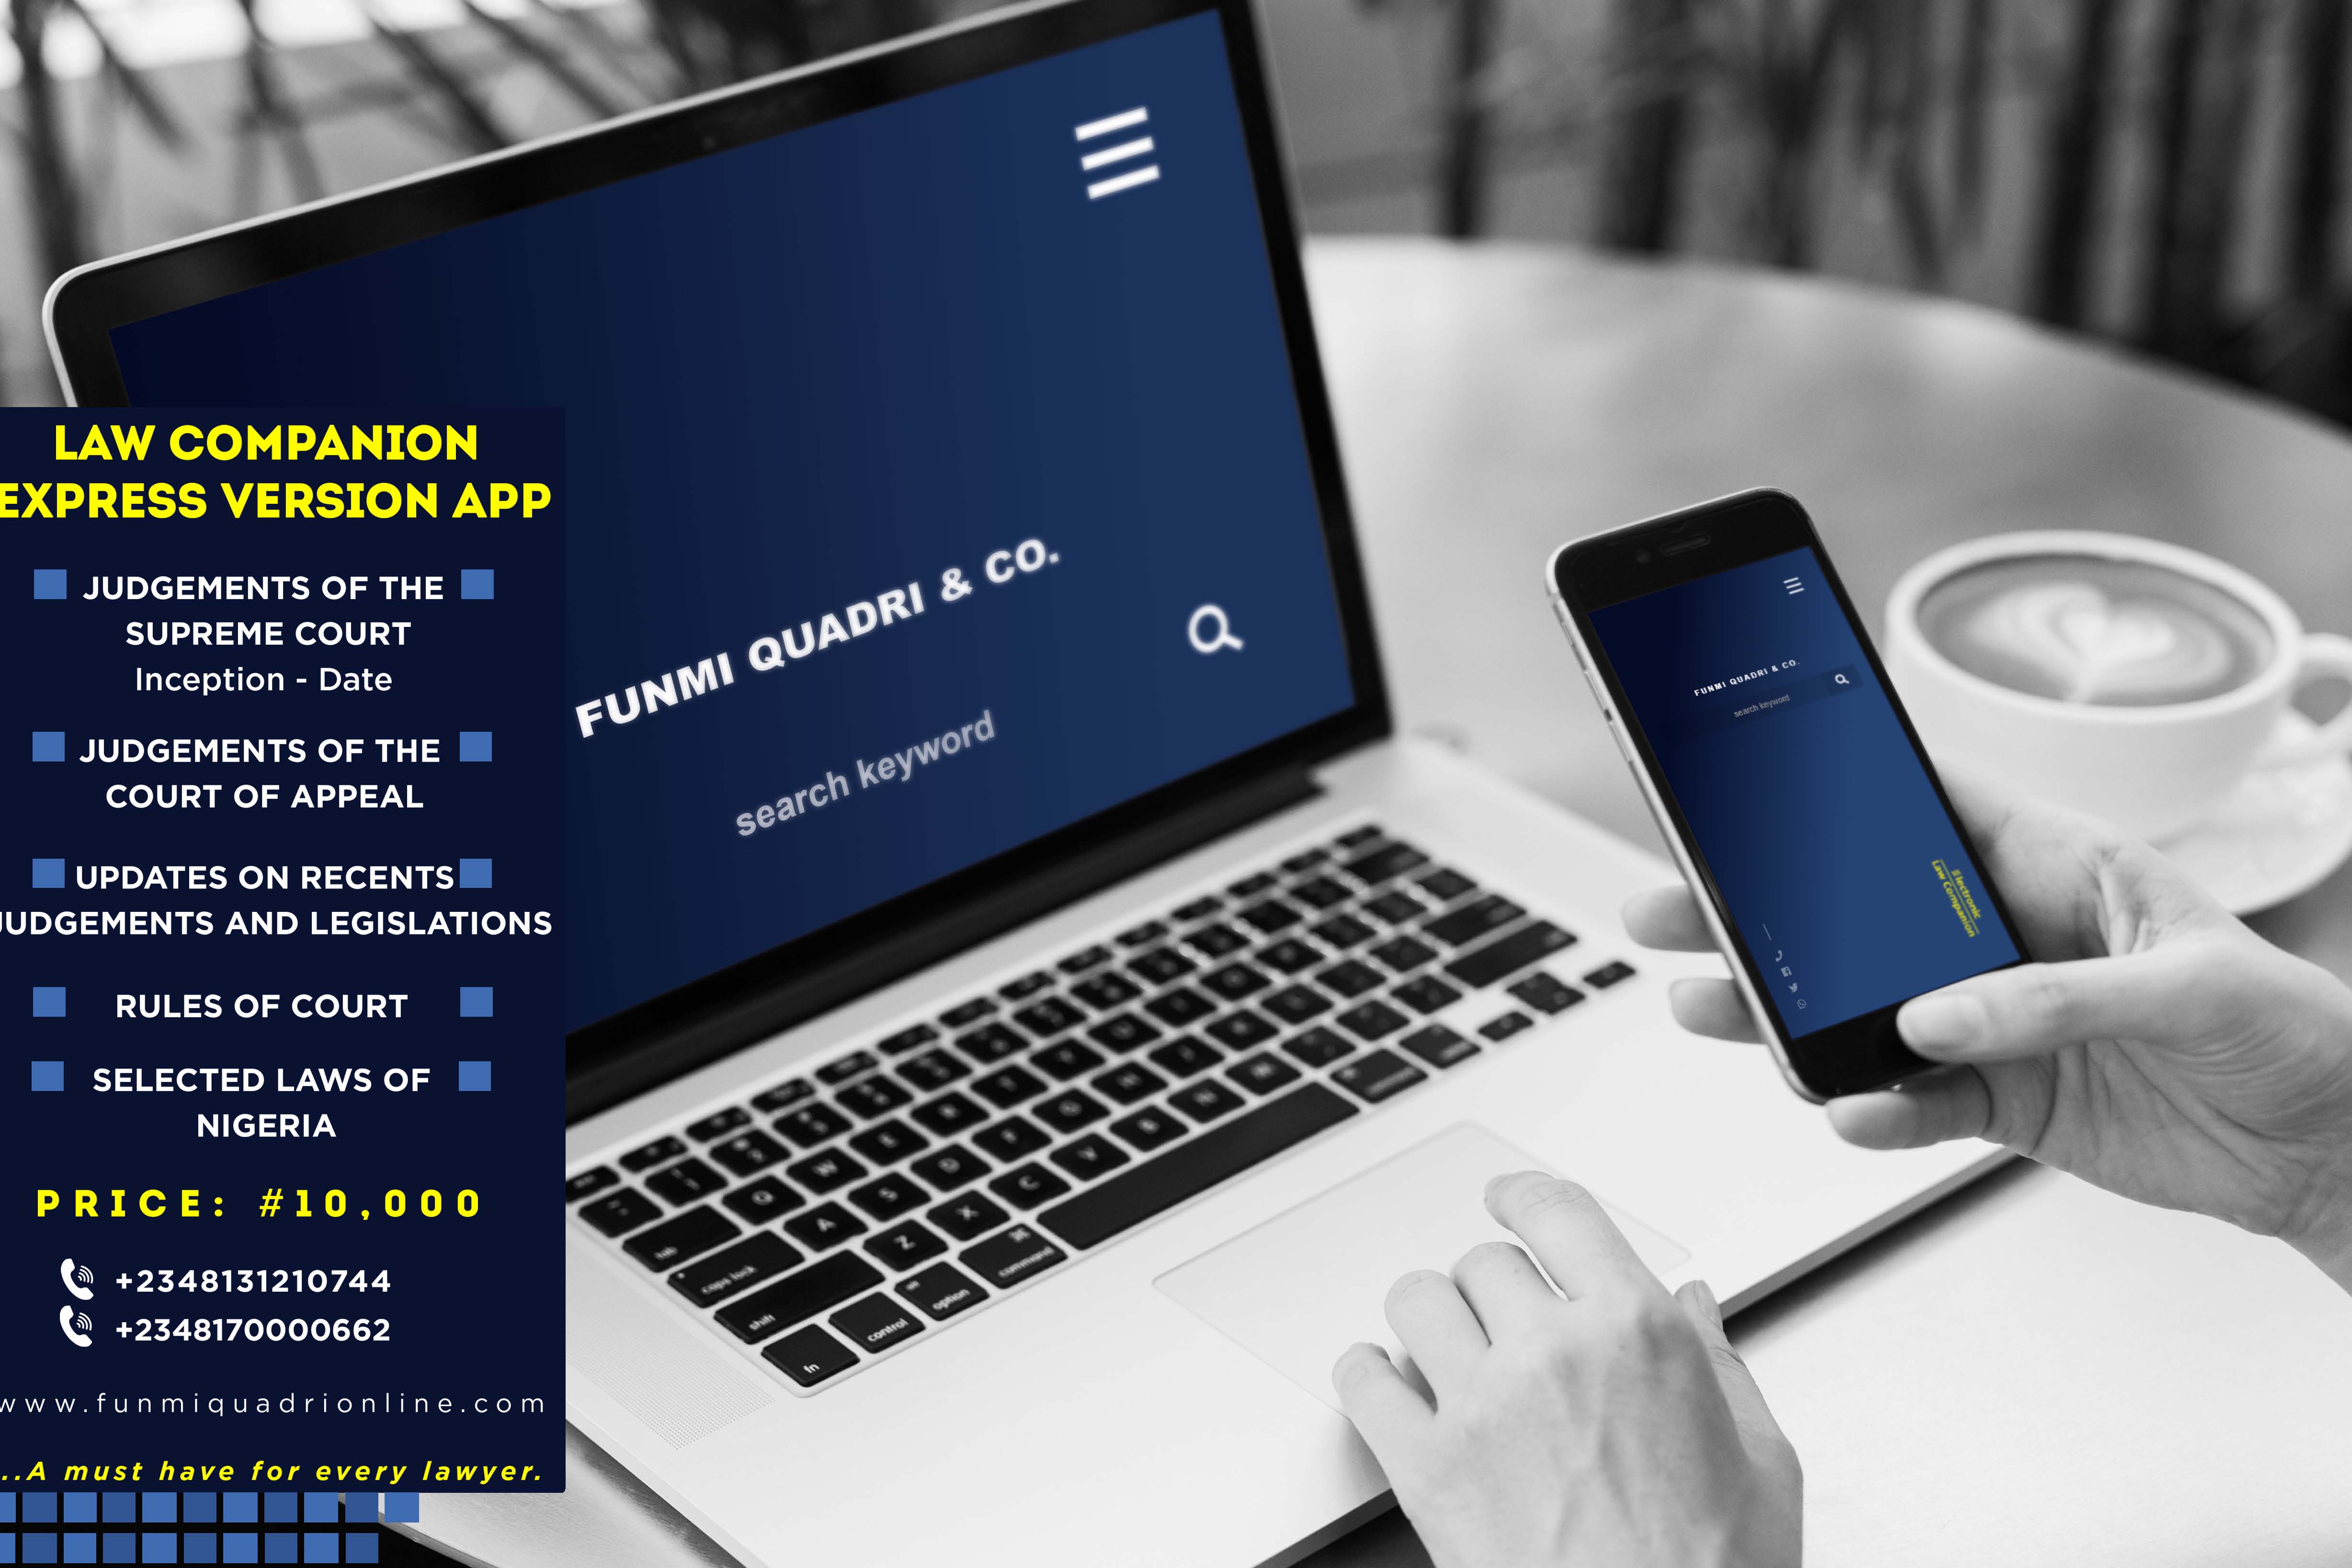 FUNMI QUADRI & CO.
search keyword
LAW COMPANION
EXPRESS VERSION APP
JUDGEMENTS OF THE
SUPREME COURT
Inception - Date
JUDGEMENTS OF THE
COURT OF APPEAL
UPDATES ON RECENTS
JUDGEMENTS AND LEGISLATIONS
RULES OF COURT
SELECTED LAWS OF
NIGERIA
PRICE: #10,000
+2348131210744
+2348170000662
www.funmiquadrionline.com
...A must have for every lawyer.
FUNMI QUADRI & CO.
search keyword
Electronic
Law Companion
tab
caps lock
shift
fn
control
alt
option
command
Q
W
E
A
S
D
Z
X
C
V